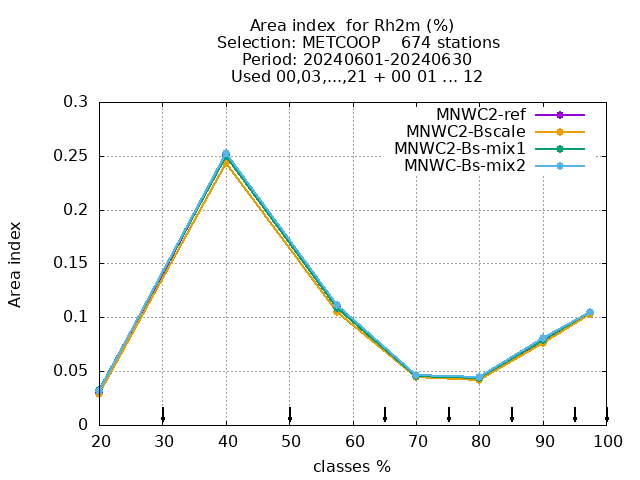 Area index  for Rh2m (%)
Selection: METCOOP    674 stations
Period: 20240601-20240630
Used 00,03,...,21 + 00 01 ... 12
0.3
MNWC2-ref
MNWC2-Bscale
MNWC2-Bs-mix1
MNWC-Bs-mix2
0.25
0.2
Area index
0.15
0.1
0.05
0
20 30 40 50 60 70 80 90 100
classes %